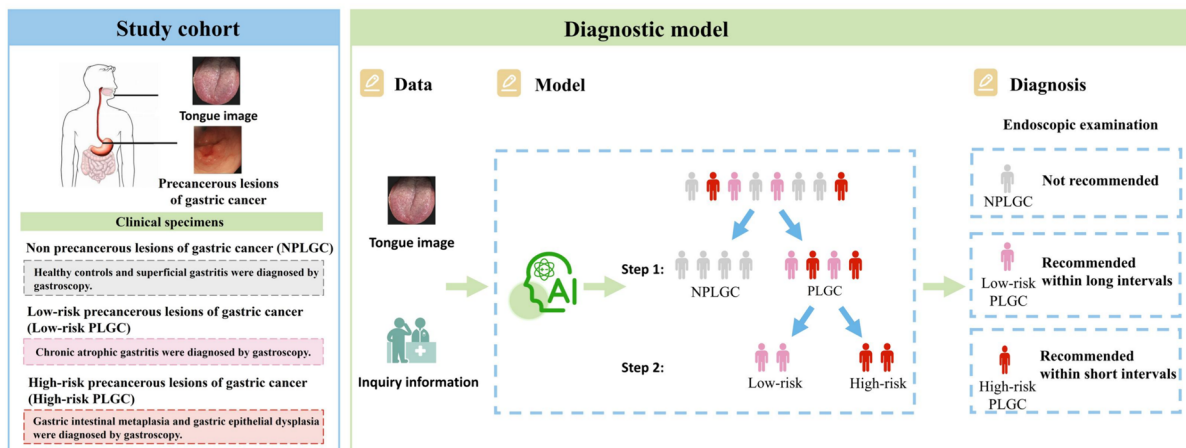 Study cohort
Tongue image
Precancerous lesions
of gastric cancer
Clinical specimens
Non precancerous lesions of gastric cancer (NPLGC)
Healthy controls and superficial gastritis were diagnosed by
gastroscopy.
Low-risk precancerous lesions of gastric cancer
(Low-risk PLGC)
Chronic atrophic gastritis were diagnosed by gastroscopy.
High-risk precancerous lesions of gastric cancer
(High-risk PLGC)
Gastric intestinal metaplasia and gastric epithelial dysplasia
were diagnosed by gastroscopy.
Diagnostic model
Data
Tongue image
Inquiry information
Model
AI
Step 1:
NPLGC
PLGC
Step 2:
Low-risk
High-risk
Diagnosis
Endoscopic examination
NPLGC
Not recommended
Low-risk
PLGC
Recommended
within long intervals
High-risk
PLGC
Recommended
within short intervals